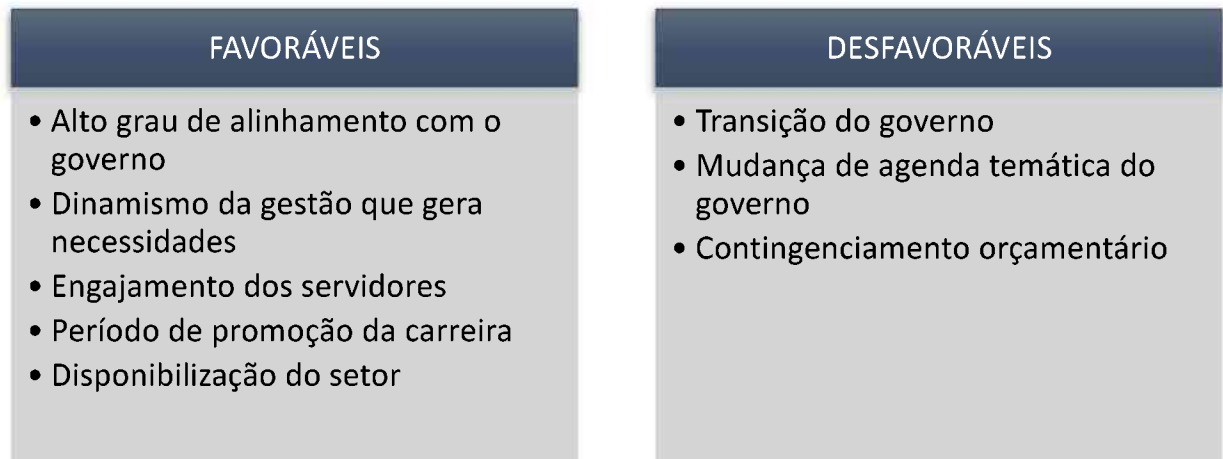 FAVORÁVEIS
• Alto grau de alinhamento com o
governo
• Dinamismo da gestão que gera
necessidades
• Engajamento dos servidores
• Período de promoção da carreira
• Disponibilização do setor
DESFAVORÁVEIS
• Transição do governo
• Mudança de agenda temática do
governo
• Contingenciamento orçamentário